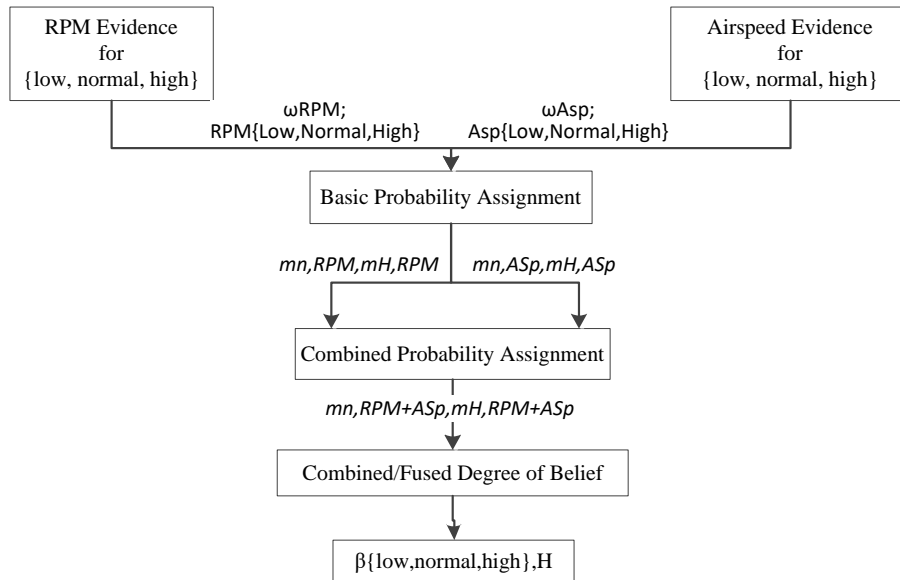 RPM Evidence
for
{low, normal, high}
Airspeed Evidence
for
{low, normal, high}
ωRPM;
RPM{Low,Normal,High}
ωAsp;
Asp{Low,Normal,High}
Basic Probability Assignment
mn,RPM,mH,RPM
mn,ASp,mH,ASp
Combined Probability Assignment
mn,RPM+ASp,mH,RPM+ASp
Combined/Fused Degree of Belief
β{low,normal,high},H